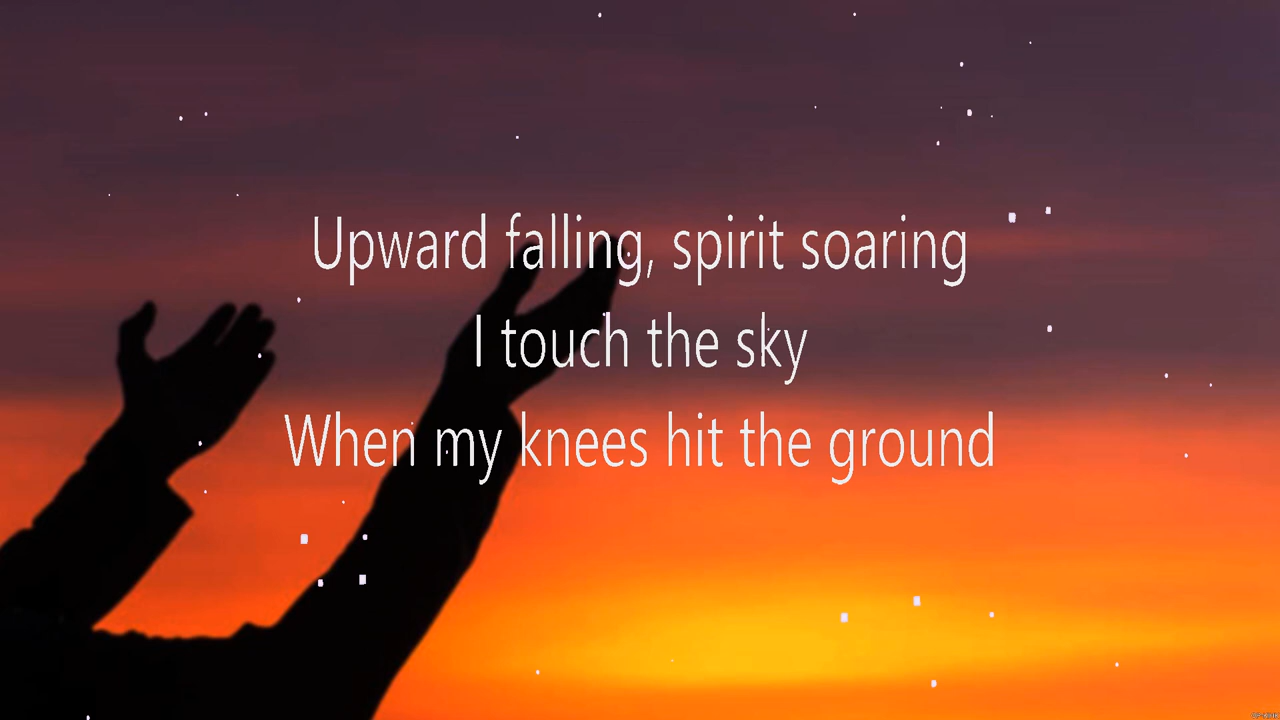 Upward falling, spirit soaring
I touch the sky
When my knees hit the ground